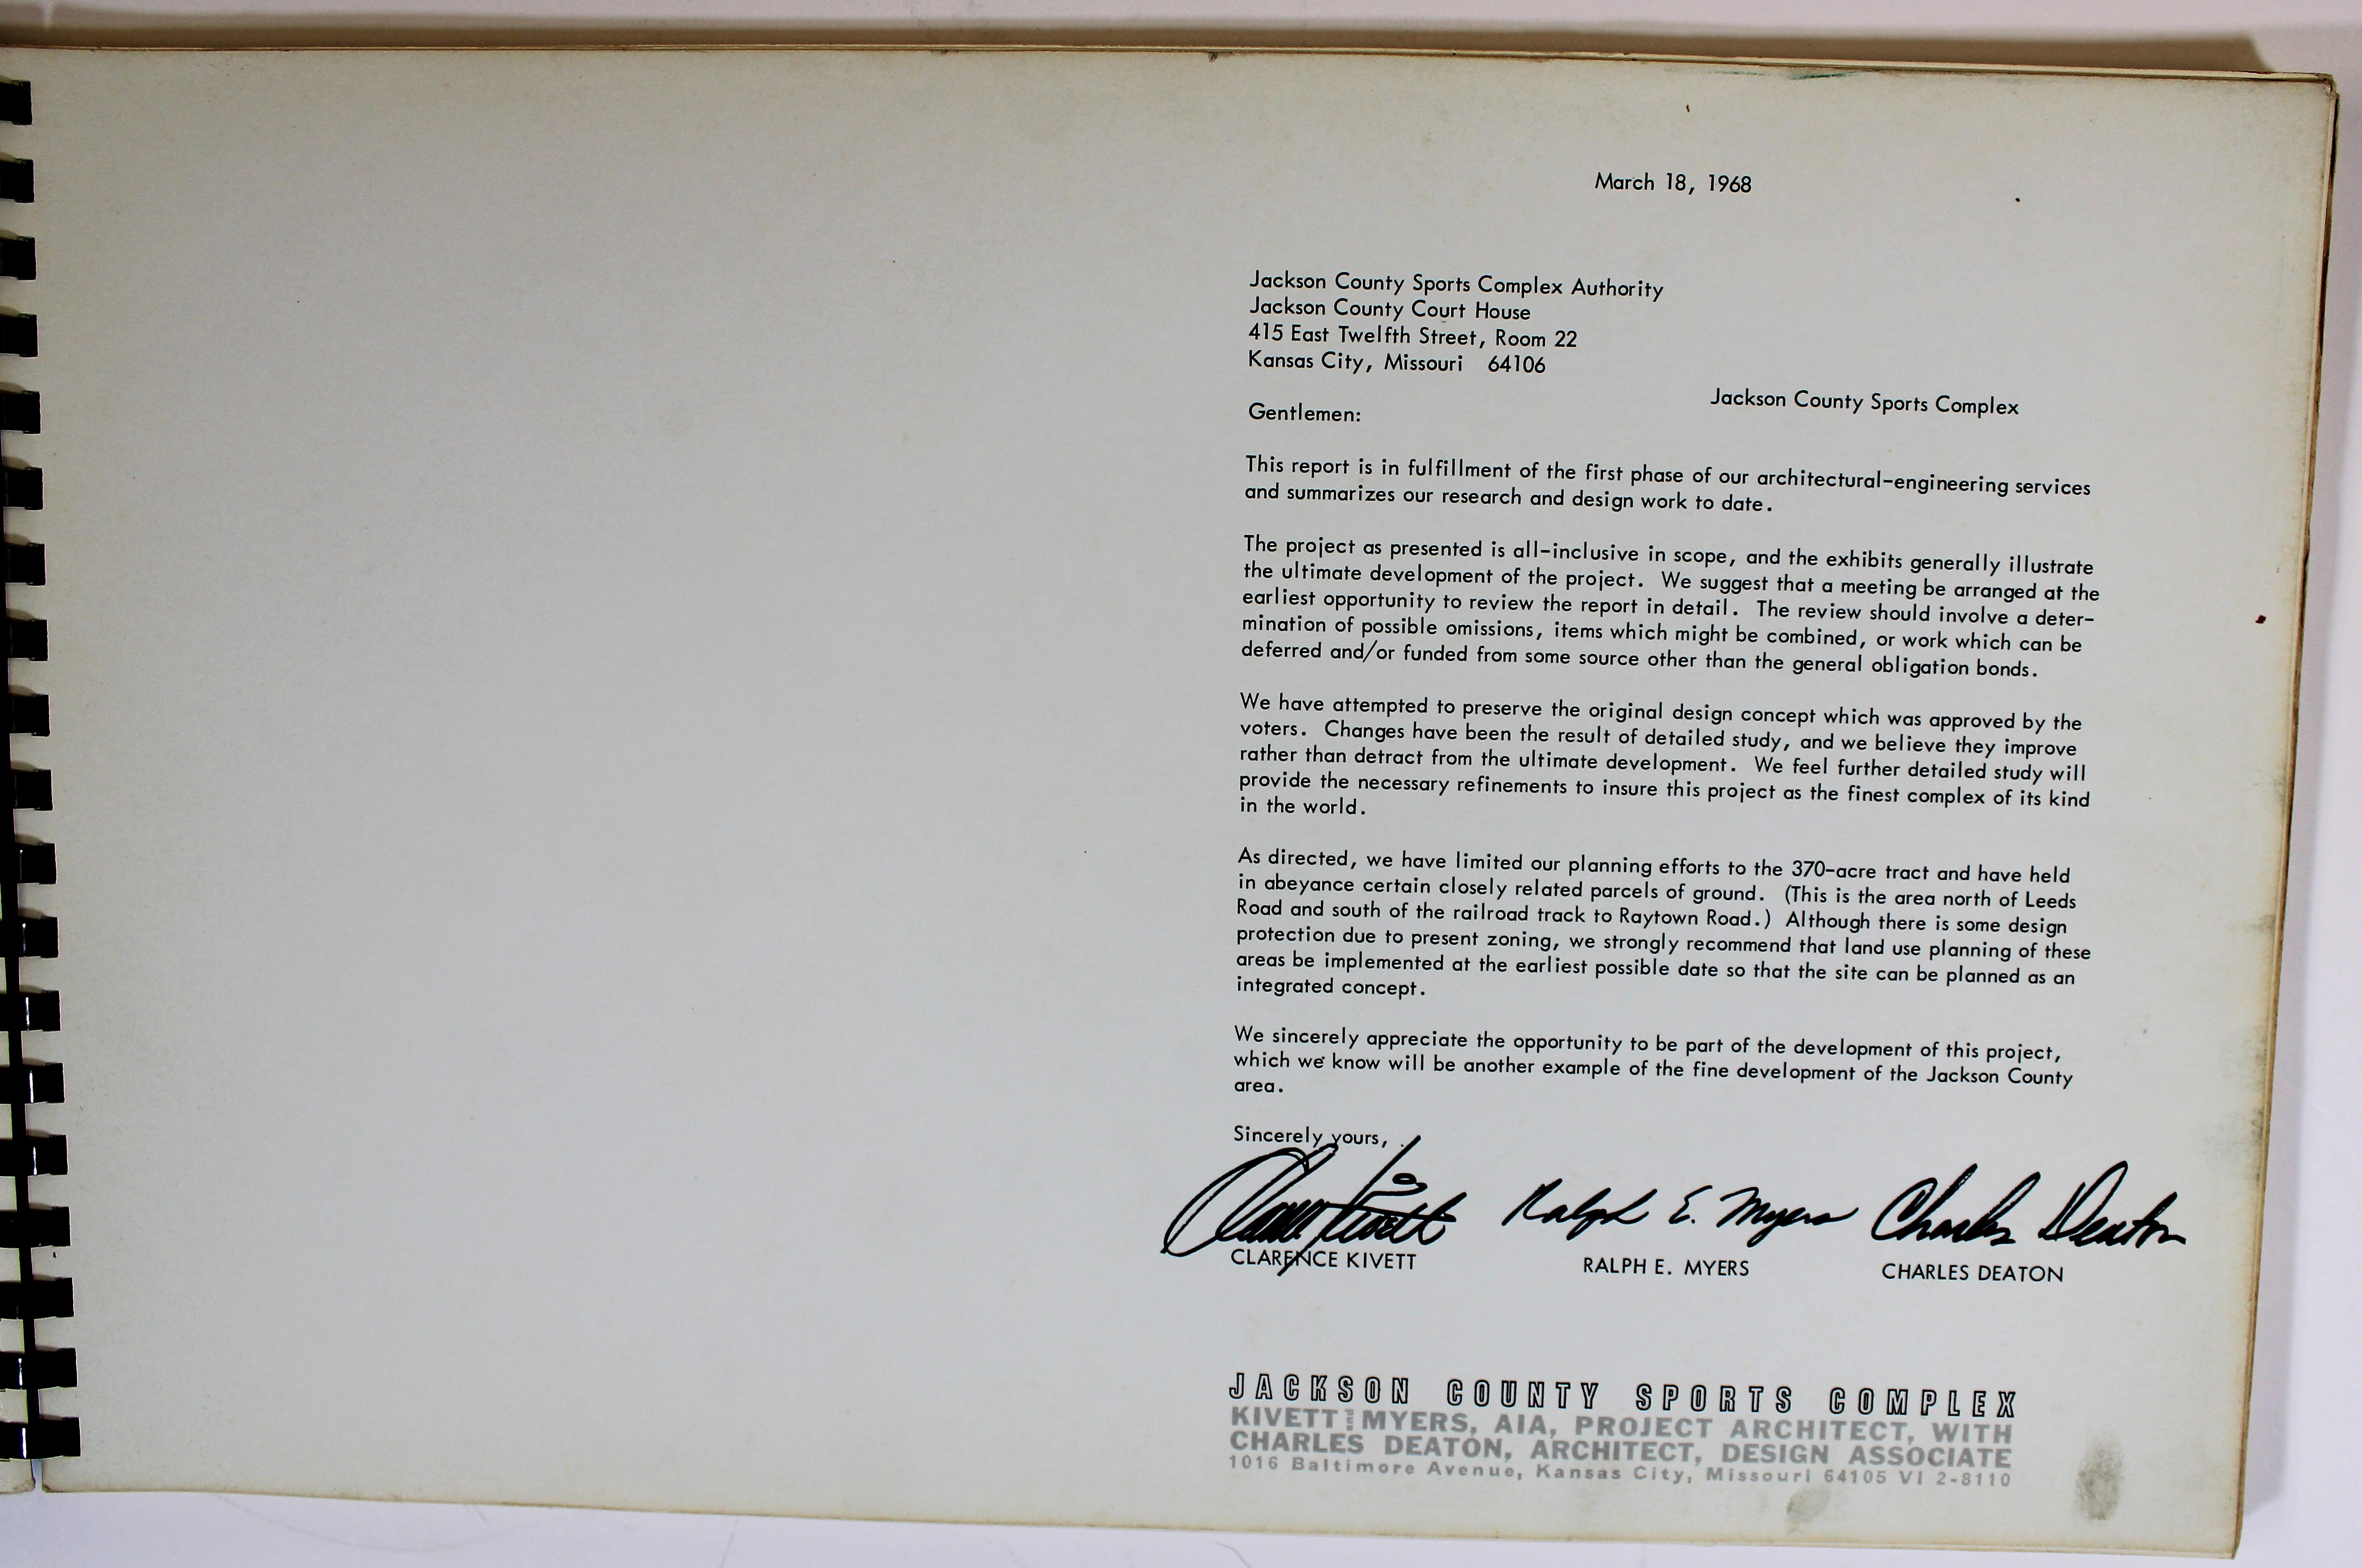 March 18, 1968
Jackson County Sports Complex Authority
Jackson County Court House
415 East Twelfth Street, Room 22
Kansas City, Missouri 64106
Jackson County Sports Complex
Gentlemen:
This report is in fulfillment of the first phase of our architectural-engineering services
and summarizes our research and design work to date.
The project as presented is all-inclusive in scope, and the exhibits generally illustrate
the ultimate development of the project. We suggest that a meeting be arranged at the
earliest opportunity to review the report in detail. The review should involve a deter-
mination of possible omissions, items which might be combined, or work which can be
deferred and/or funded from some source other than the general obligation bonds.
We have attempted to preserve the original design concept which was approved by the
voters. Changes have been the result of detailed study, and we believe they improve
rather than detract from the ultimate development. We feel further detailed study will
provide the necessary refinements to insure this project as the finest complex of its kind
in the world.
As directed, we have limited our planning efforts to the 370-acre tract and have held
in abeyance certain closely related parcels of ground. (This is the area north of Leeds
Road and south of the railroad track to Raytown Road.) Although there is some design
protection due to present zoning, we strongly recommend that land use planning of these
areas be implemented at the earliest possible date so that the site can be planned as an
integrated concept.
We sincerely appreciate the opportunity to be part of the development of this project,
which we know will be another example of the fine development of the Jackson County
area.
Sincerely yours,
Clarence Kivett Ralph E. Myers Charles Deaton
CLARENCE KIVETT RALPH E. MYERS CHARLES DEATON
JACKSON COUNTY SPORTS COMPLEX
KIVETT and MYERS, AIA, PROJECT ARCHITECT, WITH
CHARLES DEATON, ARCHITECT, DESIGN ASSOCIATE
1016 Baltimore Avenue, Kansas City, Missouri 64105 VI 2-8110